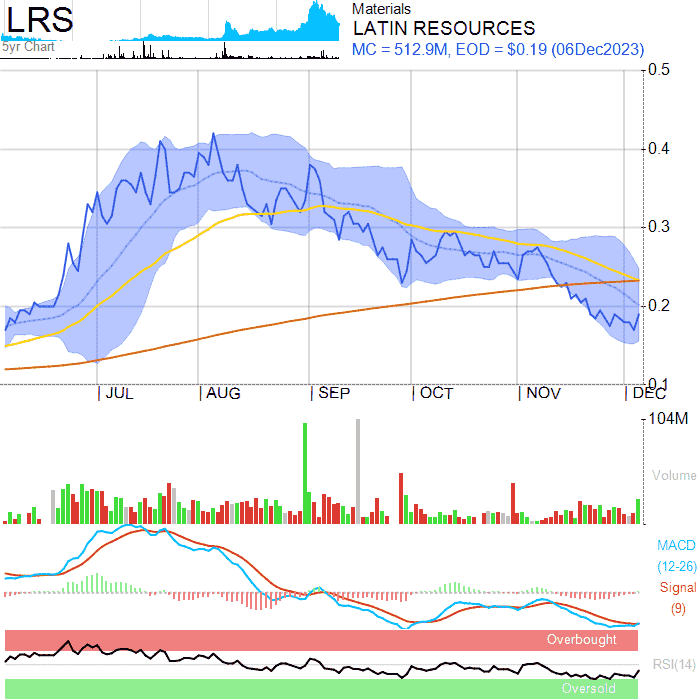 LRS
5yr Chart
Materials
LATIN RESOURCES
MC = 512.9M, EOD = $0.19 (06Dec2023)
0.5
0.4
0.3
0.2
0.1
JUL AUG SEP OCT NOV DEC
104M
Volume
MACD
(12-26)
Signal
(9)
Overbought
RSI(14)
Oversold